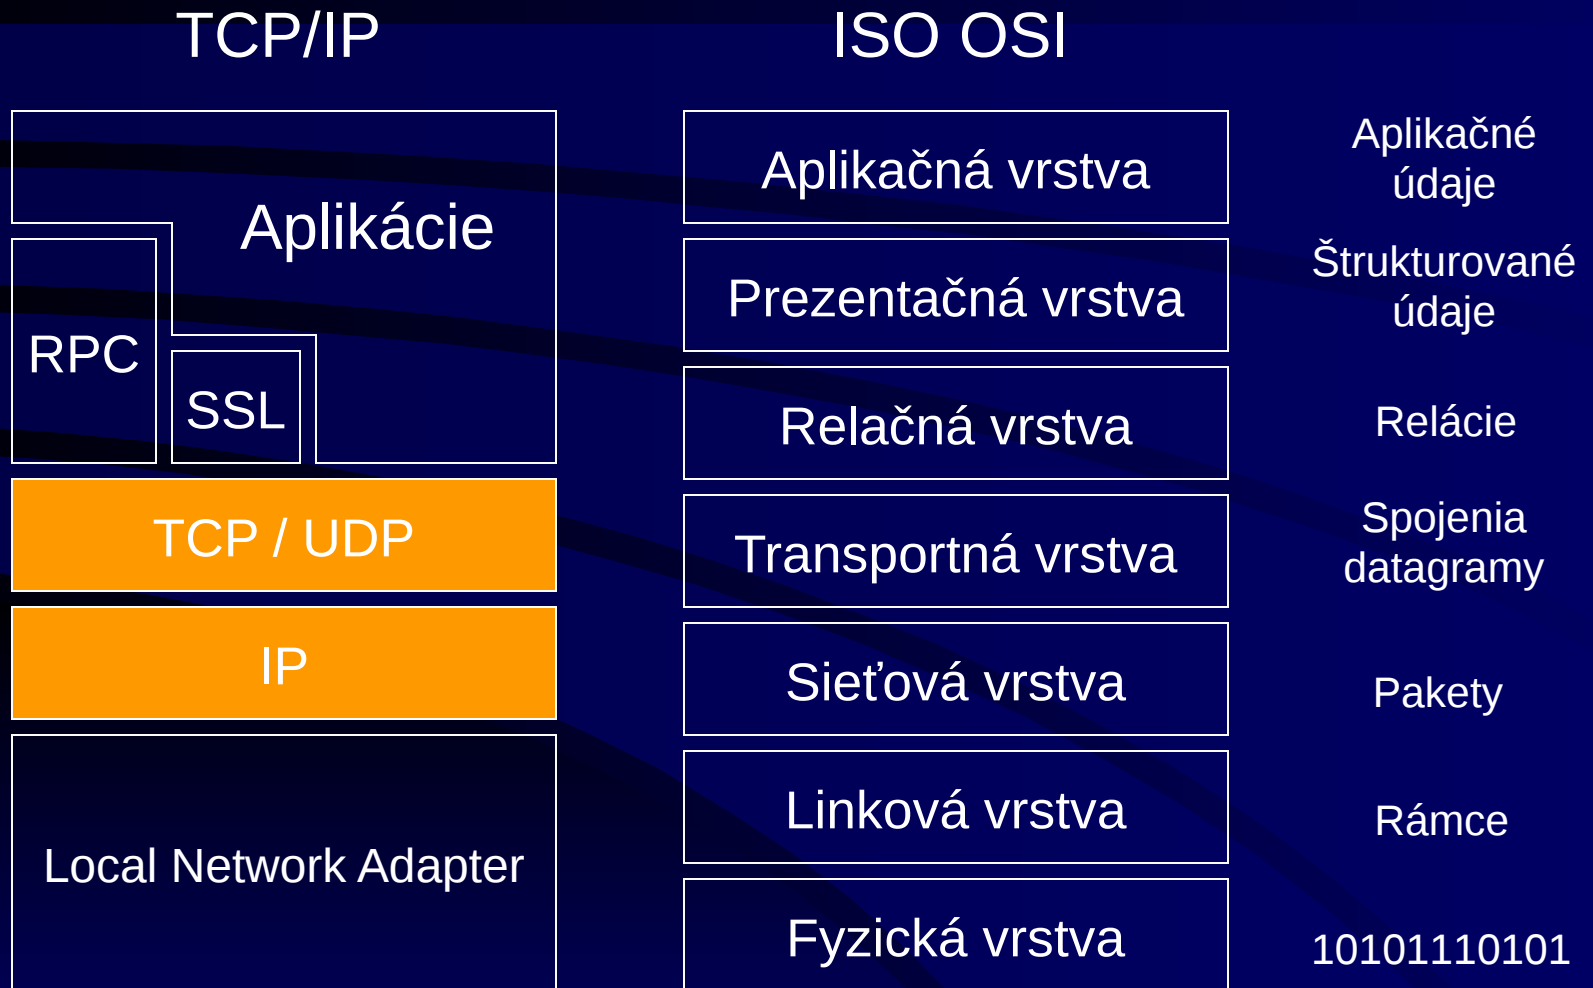 TCP/IP
ISO OSI
Aplikácie
RPC
SSL
TCP / UDP
IP
Local Network Adapter
Aplikačná vrstva
Prezentačná vrstva
Relačná vrstva
Transportná vrstva
Sieťová vrstva
Linková vrstva
Fyzická vrstva
Aplikačné
údaje
Štrukturované
údaje
Relácie
Spojenia
datagramy
Pakety
Rámce
10101110101